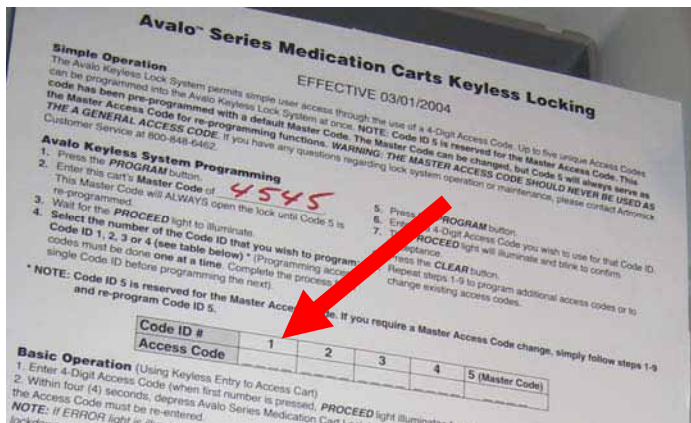 Avalo™ Series Medication Carts Keyless Locking
EFFECTIVE 03/01/2004
Simple Operation
The Avalo Keyless Lock System permits simple user access through the use of a 4-Digit Access Code. Up to five unique Access Codes
can be programmed into the Avalo Keyless Lock System at once. NOTE: Code ID 5 is reserved for the Master Access Code. This
code has been pre-programmed with a default Master Code. The Master Code can be changed, but Code 5 will always serve as
the Master Access Code for re-programming functions. WARNING: THE MASTER ACCESS CODE SHOULD NEVER BE USED AS
THE A GENERAL ACCESS CODE. If you have any questions regarding lock system operation or maintenance, please contact Artromick
Customer Service at 800-848-6462.
Avalo Keyless System Programming
1. Press the PROGRAM button.
2. Enter this cart's Master Code of 4545
This Master Code will ALWAYS open the lock until Code 5 is
re-programmed.
3. Wait for the PROCEED light to illuminate.
4. Select the number of the Code ID that you wish to program:
Code ID 1, 2, 3 or 4 (see table below) * (Programming access
codes must be done one at a time. Complete the process for
single Code ID before programming the next).
5. Press PROGRAM button.
6. 4-Digit Access Code you wish to use for that Code ID.
7. PROCEED light will illuminate and blink to confirm
acceptance.
Press the CLEAR button.
Repeat steps 1-9 to program additional access codes or to
change existing access codes.
* NOTE: Code ID 5 is reserved for the Master Access Code. If you require a Master Access Code change, simply follow steps 1-9
and re-program Code ID 5.
Code ID # 1 2 3 4 5 (Master Code)
Access Code
Basic Operation (Using Keyless Entry to Access Cart)
1. Enter 4-Digit Access Code (when first number is pressed, PROCEED light
2. Within four (4) seconds, depress Avalo Series Medication Cart
the Access Code must be re-entered.
NOTE: If ERROR light is